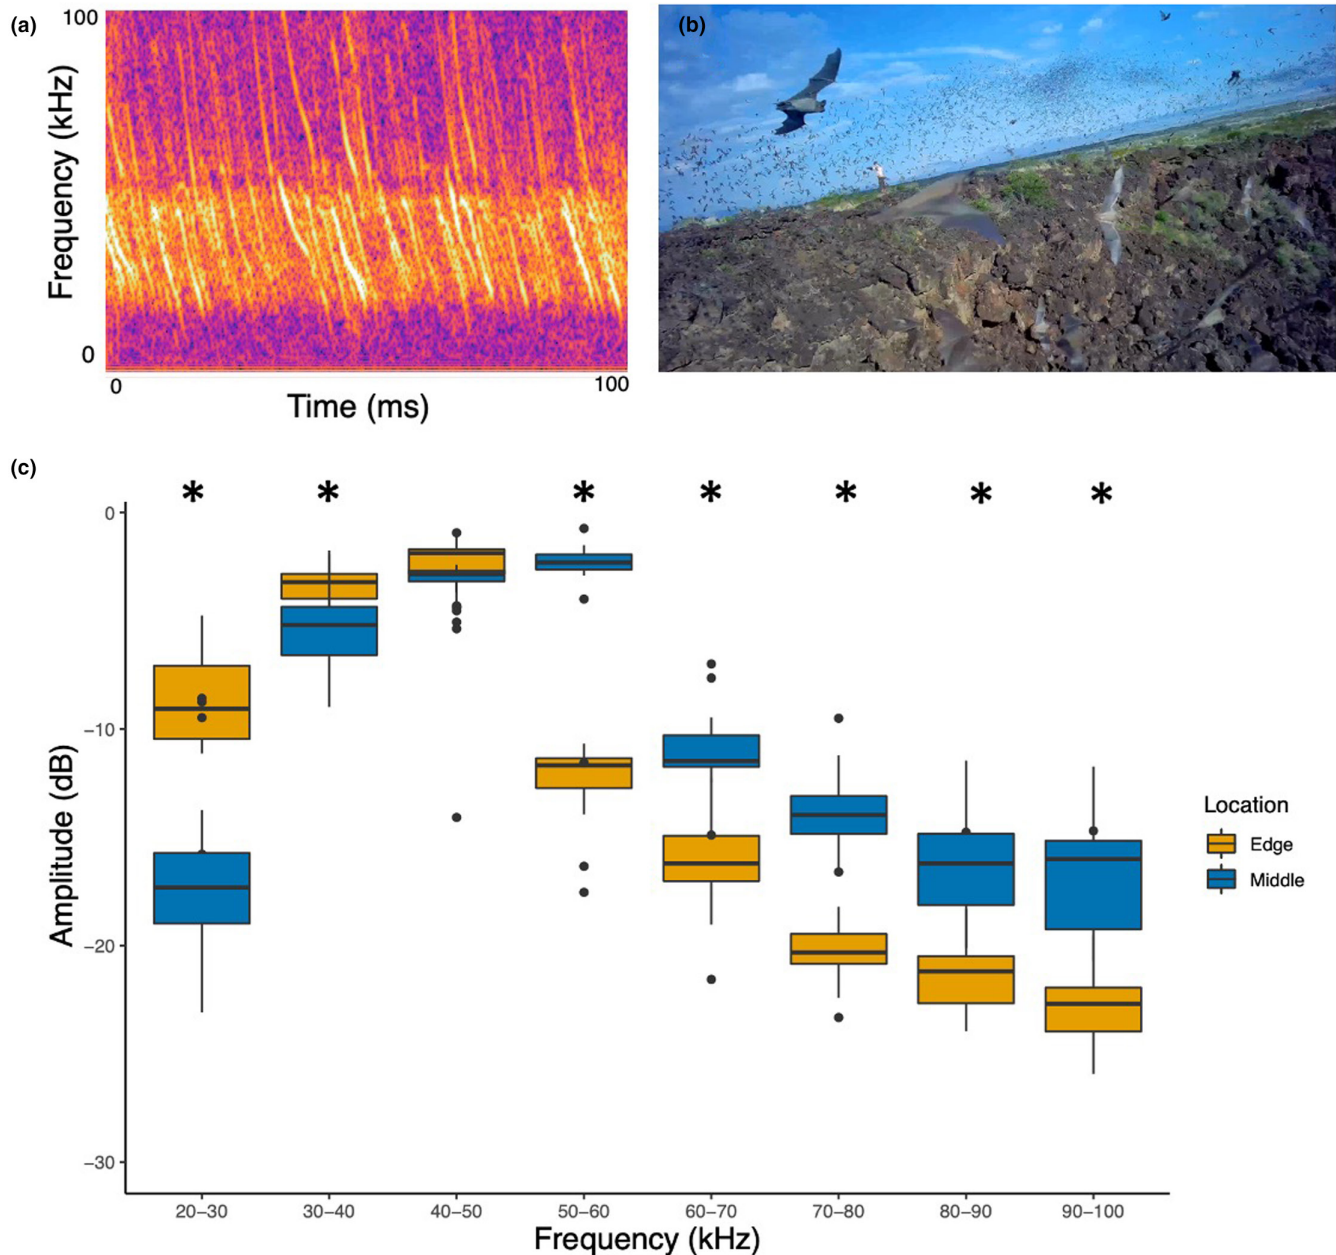 (a)
100
Frequency (kHz)
0
0
100
Time (ms)
(b)
(c)
* * * * * * *
0
−10
−20
−30
Amplitude (dB)
20−30 30−40 40−50 50−60 60−70 70−80 80−90 90−100
Frequency (kHz)
Location
Edge
Middle